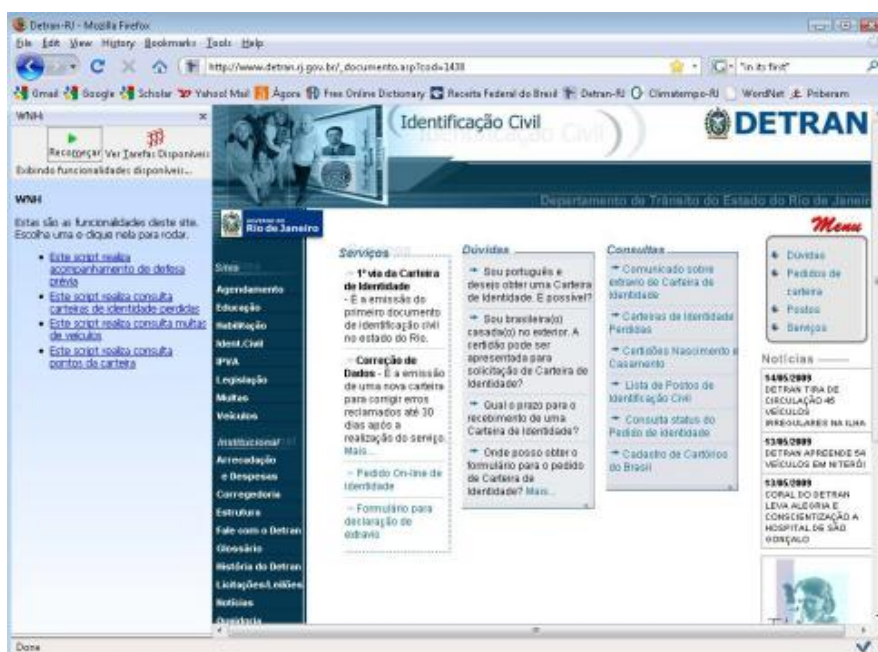 Detran-RJ - Mozilla Firefox
File Edit View History Bookmarks Tools Help
http://www.detran.rj.gov.br/_documento.asp?cod=1438
"in its first"
Gmail Google Scholar Yahoo! Mail Ágora Free Online Dictionary Receita Federal do Brasil Detran-RJ Climatempo-RJ WordNet Priberam
WNH
Recomeçar Ver Tarefas Disponíveis
Exibindo funcionalidades disponíveis...
WNH
Estas são as funcionalidades deste site.
Escolha uma e clique nela para rodar.
Este script realiza
acompanhamento de defesa
prévia
Este script realiza consulta
carteiras de identidade perdidas
Este script realiza consulta multas
de veículos
Este script realiza consulta
pontos da carteira
Identificação Civil
DETRAN
Departamento de Trânsito do Estado do Rio de Janeir
GOVERNO DO
Rio de Janeiro
Sites
Agendamento
Educação
Habilitação
Ident.Civil
IPVA
Legislação
Multas
Veículos
Institucional
Arrecadação
e Despesas
Corregedoria
Estrutura
Fale com o Detran
Glossário
História do Detran
Licitações/Leilões
Notícias
Ouvidoria
Serviços
1ª via da Carteira
de Identidade
- É a emissão do
primeiro documento
de identificação civil
no estado do Rio.
Correção de
Dados - É a emissão
de uma nova carteira
para corrigir erros
reclamados até 30
dias após a
realização do serviço.
Mais...
Pedido On-line de
Identidade
Formulário para
declaração de
extravio
Dúvidas
Sou português e
desejo obter uma Carteira
de Identidade. É possível?
Sou brasileira(o)
casada(o) no exterior. A
certidão pode ser
apresentada para
solicitação de Carteira de
Identidade?
Qual o prazo para o
recebimento de uma
Carteira de Identidade?
Onde posso obter o
formulário para o pedido
de Carteira de
Identidade? Mais...
Consultas
Comunicado sobre
extravio de Carteira de
Identidade
Carteiras de Identidade
Perdidas
Certidões Nascimento e
Casamento
Lista de Postos de
Identificação Civil
Consulta status do
Pedido de Identidade
Cadastro de Cartórios
do Brasil
Menu
Dúvidas
Pedidos de
carteira
Postos
Serviços
Notícias
14/05/2009
DETRAN TIRA DE
CIRCULAÇÃO 45
VEÍCULOS
IRREGULARES NA ILHA
13/05/2009
DETRAN APREENDE 54
VEÍCULOS EM NITERÓI
13/05/2009
CORAL DO DETRAN
LEVA ALEGRIA E
CONSCIENTIZAÇÃO A
HOSPITAL DE SÃO
GONÇALO
Done